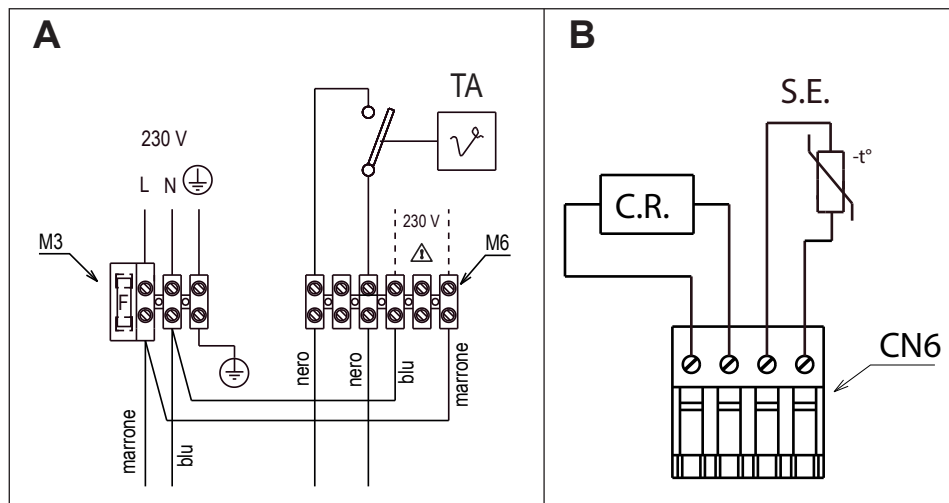 A
B
TA
S.E.
230 V
-t°
L
N
C.R.
230 V
M3
M6
F
nero
nero
blu
marrone
CN6
marrone
blu